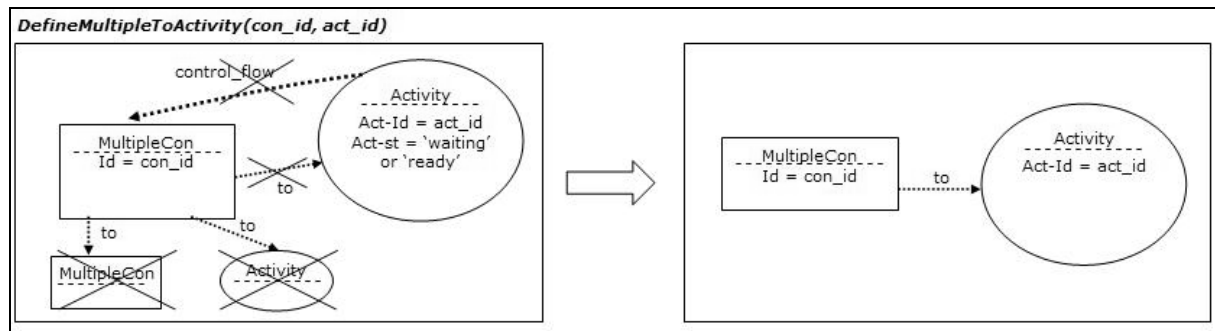 DefineMultipleToActivity(con_id, act_id)
control_flow
Activity
Act-Id = act_id
Act-st = ‘waiting’
or ‘ready’
MultipleCon
Id = con_id
to
to
to
MultipleCon
Activity
MultipleCon
Id = con_id
to
Activity
Act-Id = act_id